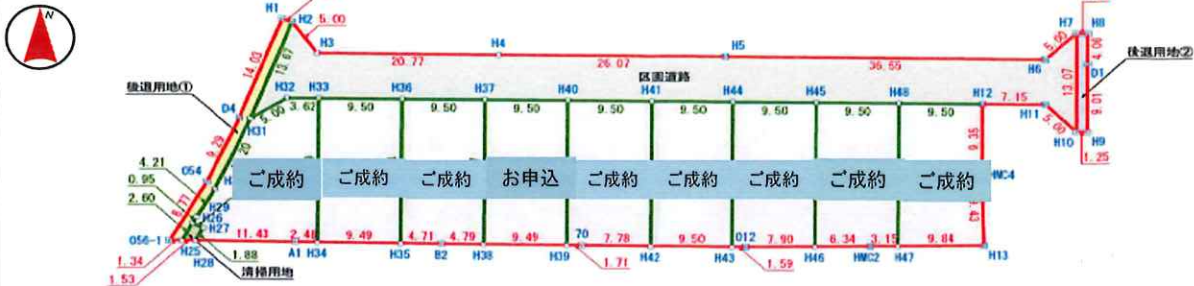 N
H1 H2
5.00
H3 H4 H5
H7 H8
5.00 4.06
14.03 13.67
20.77 26.07 36.55
H6 D1
後退用地②
区画道路
後退用地①
13.07 9.01
D4 H32 H33 H36 H37 H40 H41 H44 H45 H48 H12 H11
3.62 9.50 9.50 9.50 9.50 9.50 9.50 9.50 7.15
5.00 5.00
H31 H10 H9
1.25
9.29 20 9.35
4.21 054
0.95
2.60
ご成約 ご成約 ご成約 お申込 ご成約 ご成約 ご成約 ご成約 ご成約
HMC4
8.77 H29
H26
H27
056-1 H25 H28
11.43 2.48 9.49 4.71 4.79 9.49 70 7.78 9.50 012 7.90 6.34 3.15 9.84
A1 H34 H35 B2 H38 H39 H42 H43 H46 HMC2 H47 H13
1.34 1.88 1.71 1.59
1.53
清掃用地